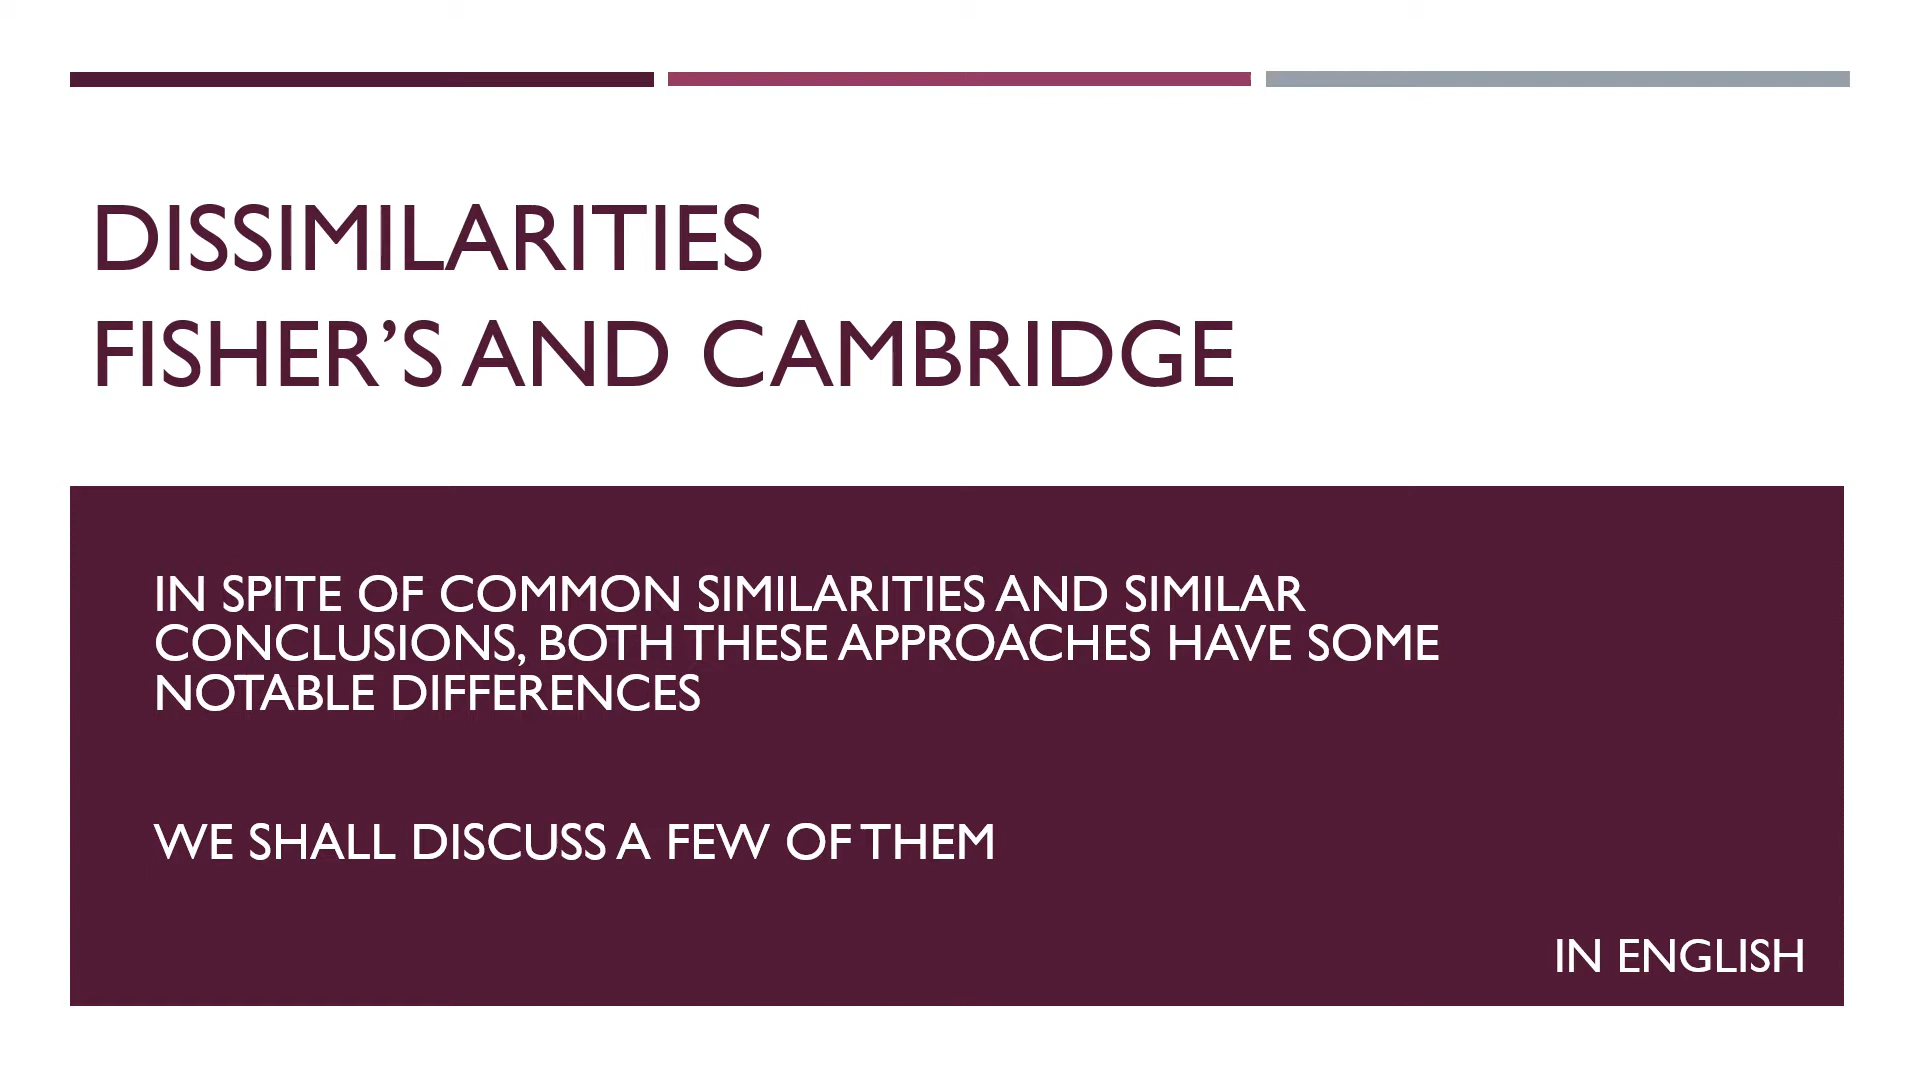 DISSIMILARITIES
FISHER’S AND CAMBRIDGE
IN SPITE OF COMMON SIMILARITIES AND SIMILAR
CONCLUSIONS, BOTH THESE APPROACHES HAVE SOME
NOTABLE DIFFERENCES
WE SHALL DISCUSS A FEW OF THEM
IN ENGLISH